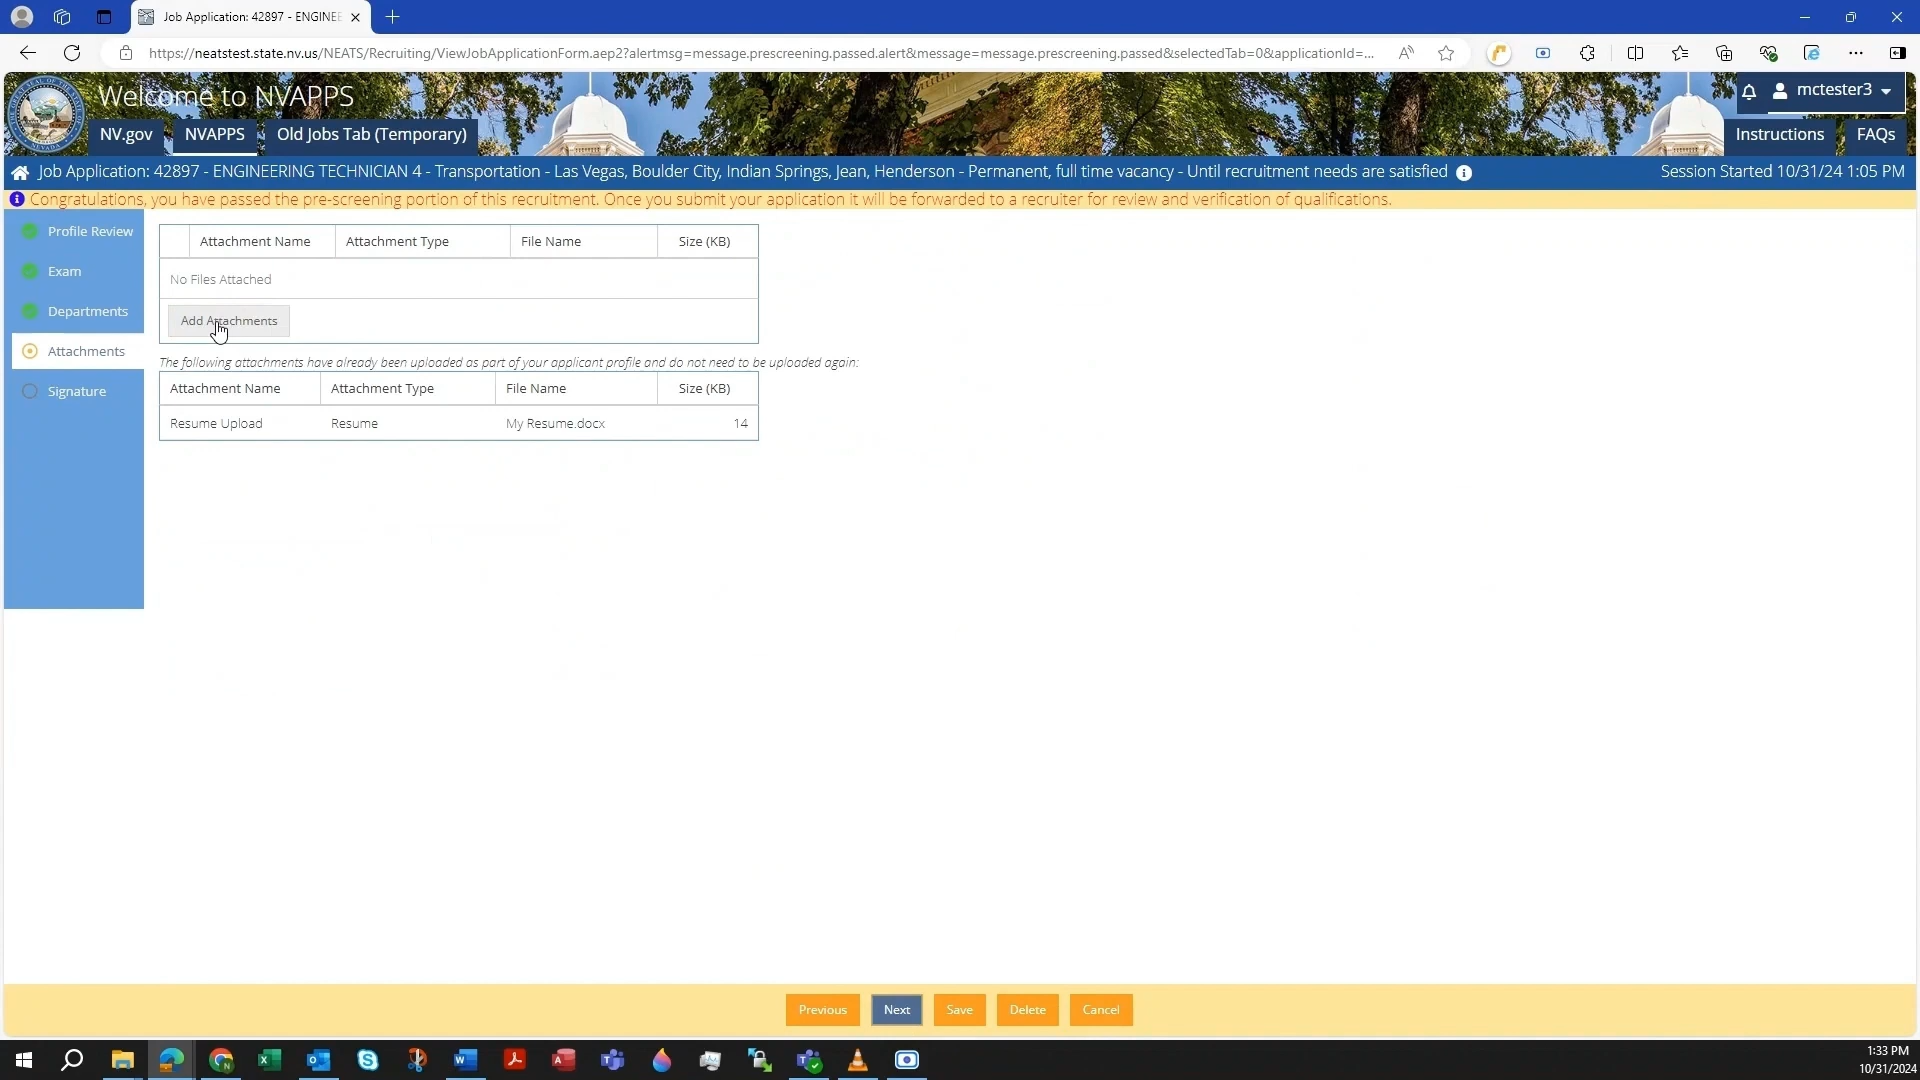 Job Application: 42897 - ENGINEE
https://neatstest.state.nv.us/NEATS/Recruiting/ViewJobApplicationForm.aep2?alertmsg=message.prescreening.passed.alert&message=message.prescreening.passed&selectedTab=0&applicationId=...
Welcome to NVAPPS
mctester3
NV.gov NVAPPS Old Jobs Tab (Temporary) Instructions FAQs
Job Application: 42897 - ENGINEERING TECHNICIAN 4 - Transportation - Las Vegas, Boulder City, Indian Springs, Jean, Henderson - Permanent, full time vacancy - Until recruitment needs are satisfied Session Started 10/31/24 1:05 PM
Congratulations, you have passed the pre-screening portion of this recruitment. Once you submit your application it will be forwarded to a recruiter for review and verification of qualifications.
Profile Review
Exam
Departments
Attachments
Signature
Attachment Name Attachment Type File Name Size (KB)
No Files Attached
Add Attachments
The following attachments have already been uploaded as part of your applicant profile and do not need to be uploaded again:
Attachment Name Attachment Type File Name Size (KB)
Resume Upload Resume My Resume.docx 14
Previous Next Save Delete Cancel
1:33 PM
10/31/2024